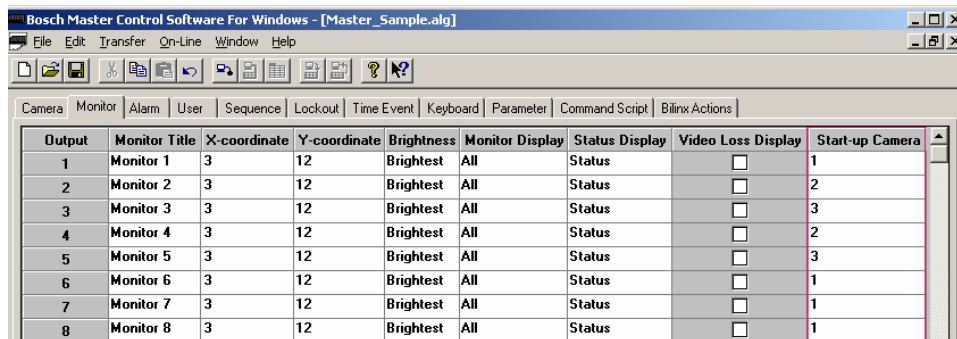 Bosch Master Control Software For Windows - [Master_Sample.alg]
File Edit Transfer On-Line Window Help
Camera Monitor Alarm User Sequence Lockout Time Event Keyboard Parameter Command Script Bilinx Actions
Output Monitor Title X-coordinate Y-coordinate Brightness Monitor Display Status Display Video Loss Display Start-up Camera
1 Monitor 1 3 12 Brightest All Status 1
2 Monitor 2 3 12 Brightest All Status 2
3 Monitor 3 3 12 Brightest All Status 3
4 Monitor 4 3 12 Brightest All Status 2
5 Monitor 5 3 12 Brightest All Status 3
6 Monitor 6 3 12 Brightest All Status 1
7 Monitor 7 3 12 Brightest All Status 1
8 Monitor 8 3 12 Brightest All Status 1